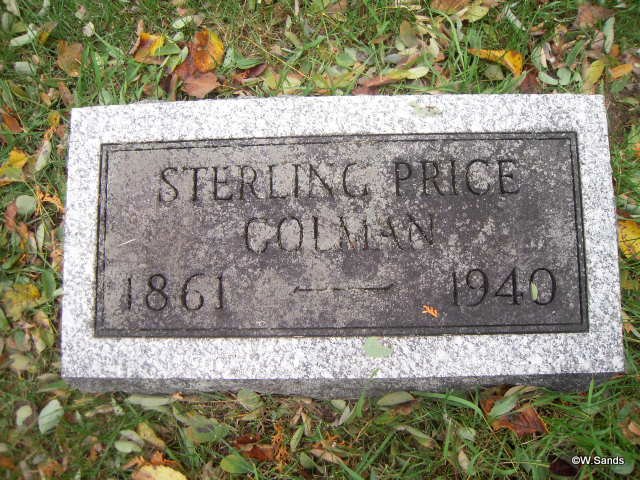 STERLING PRICE
COLMAN
1861 — 1940
©W.Sands